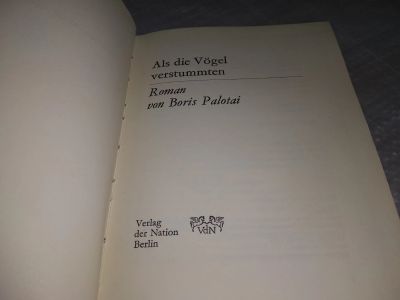 Als die Vögel
verstummten
Roman
von Boris Palotai
Verlag
der Nation
Berlin
VdN